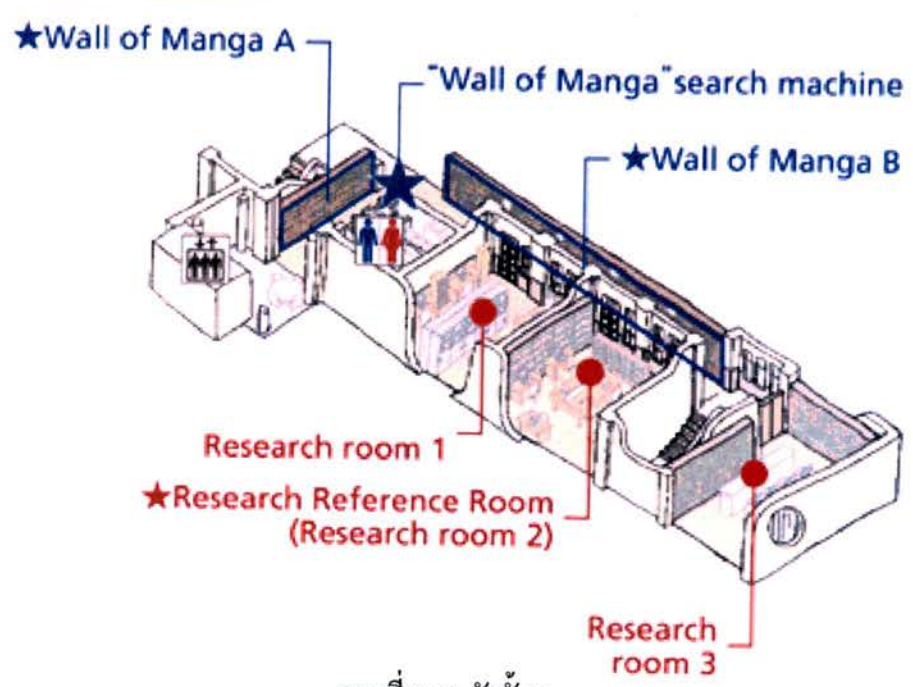 ★Wall of Manga A
"Wall of Manga" search machine
★Wall of Manga B
Research room 1
★Research Reference Room
(Research room 2)
Research
room 3